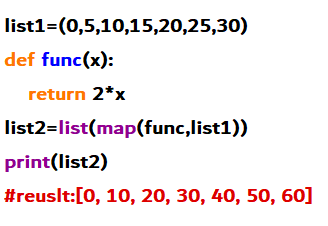 list1=(0,5,10,15,20,25,30)
def func(x):
    return 2*x
list2=list(map(func,list1))
print(list2)
#reuslt:[0, 10, 20, 30, 40, 50, 60]